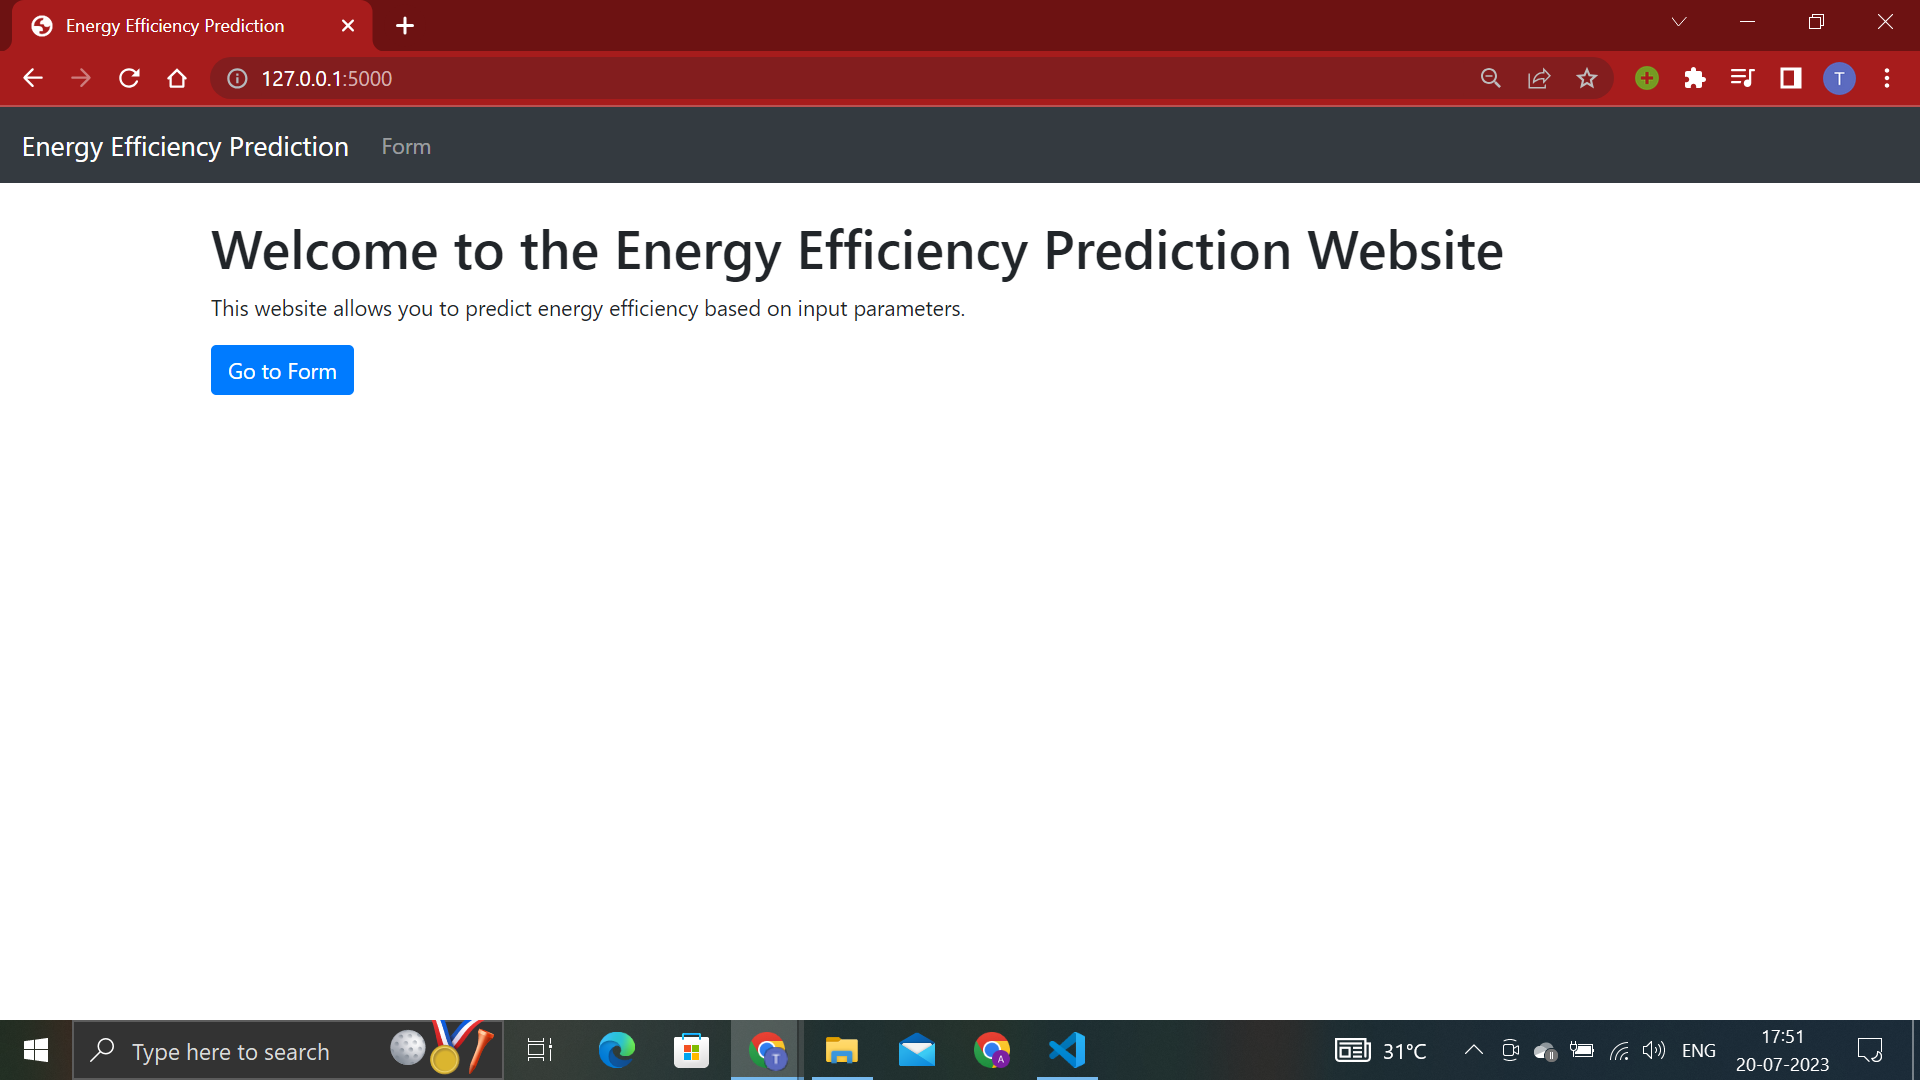 Energy Efficiency Prediction
127.0.0.1:5000
T
Energy Efficiency Prediction Form
Welcome to the Energy Efficiency Prediction Website
This website allows you to predict energy efficiency based on input parameters.
Go to Form
Type here to search
T
A
31°C
ENG
17:51
20-07-2023